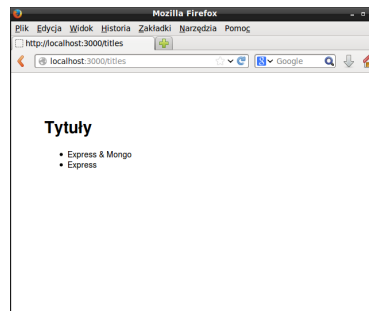 Mozilla Firefox
Plik Edycja Widok Historia Zakładki Narzędzia Pomoc
http://localhost:3000/titles
localhost:3000/titles Google
Tytuły
Express & Mongo
Express